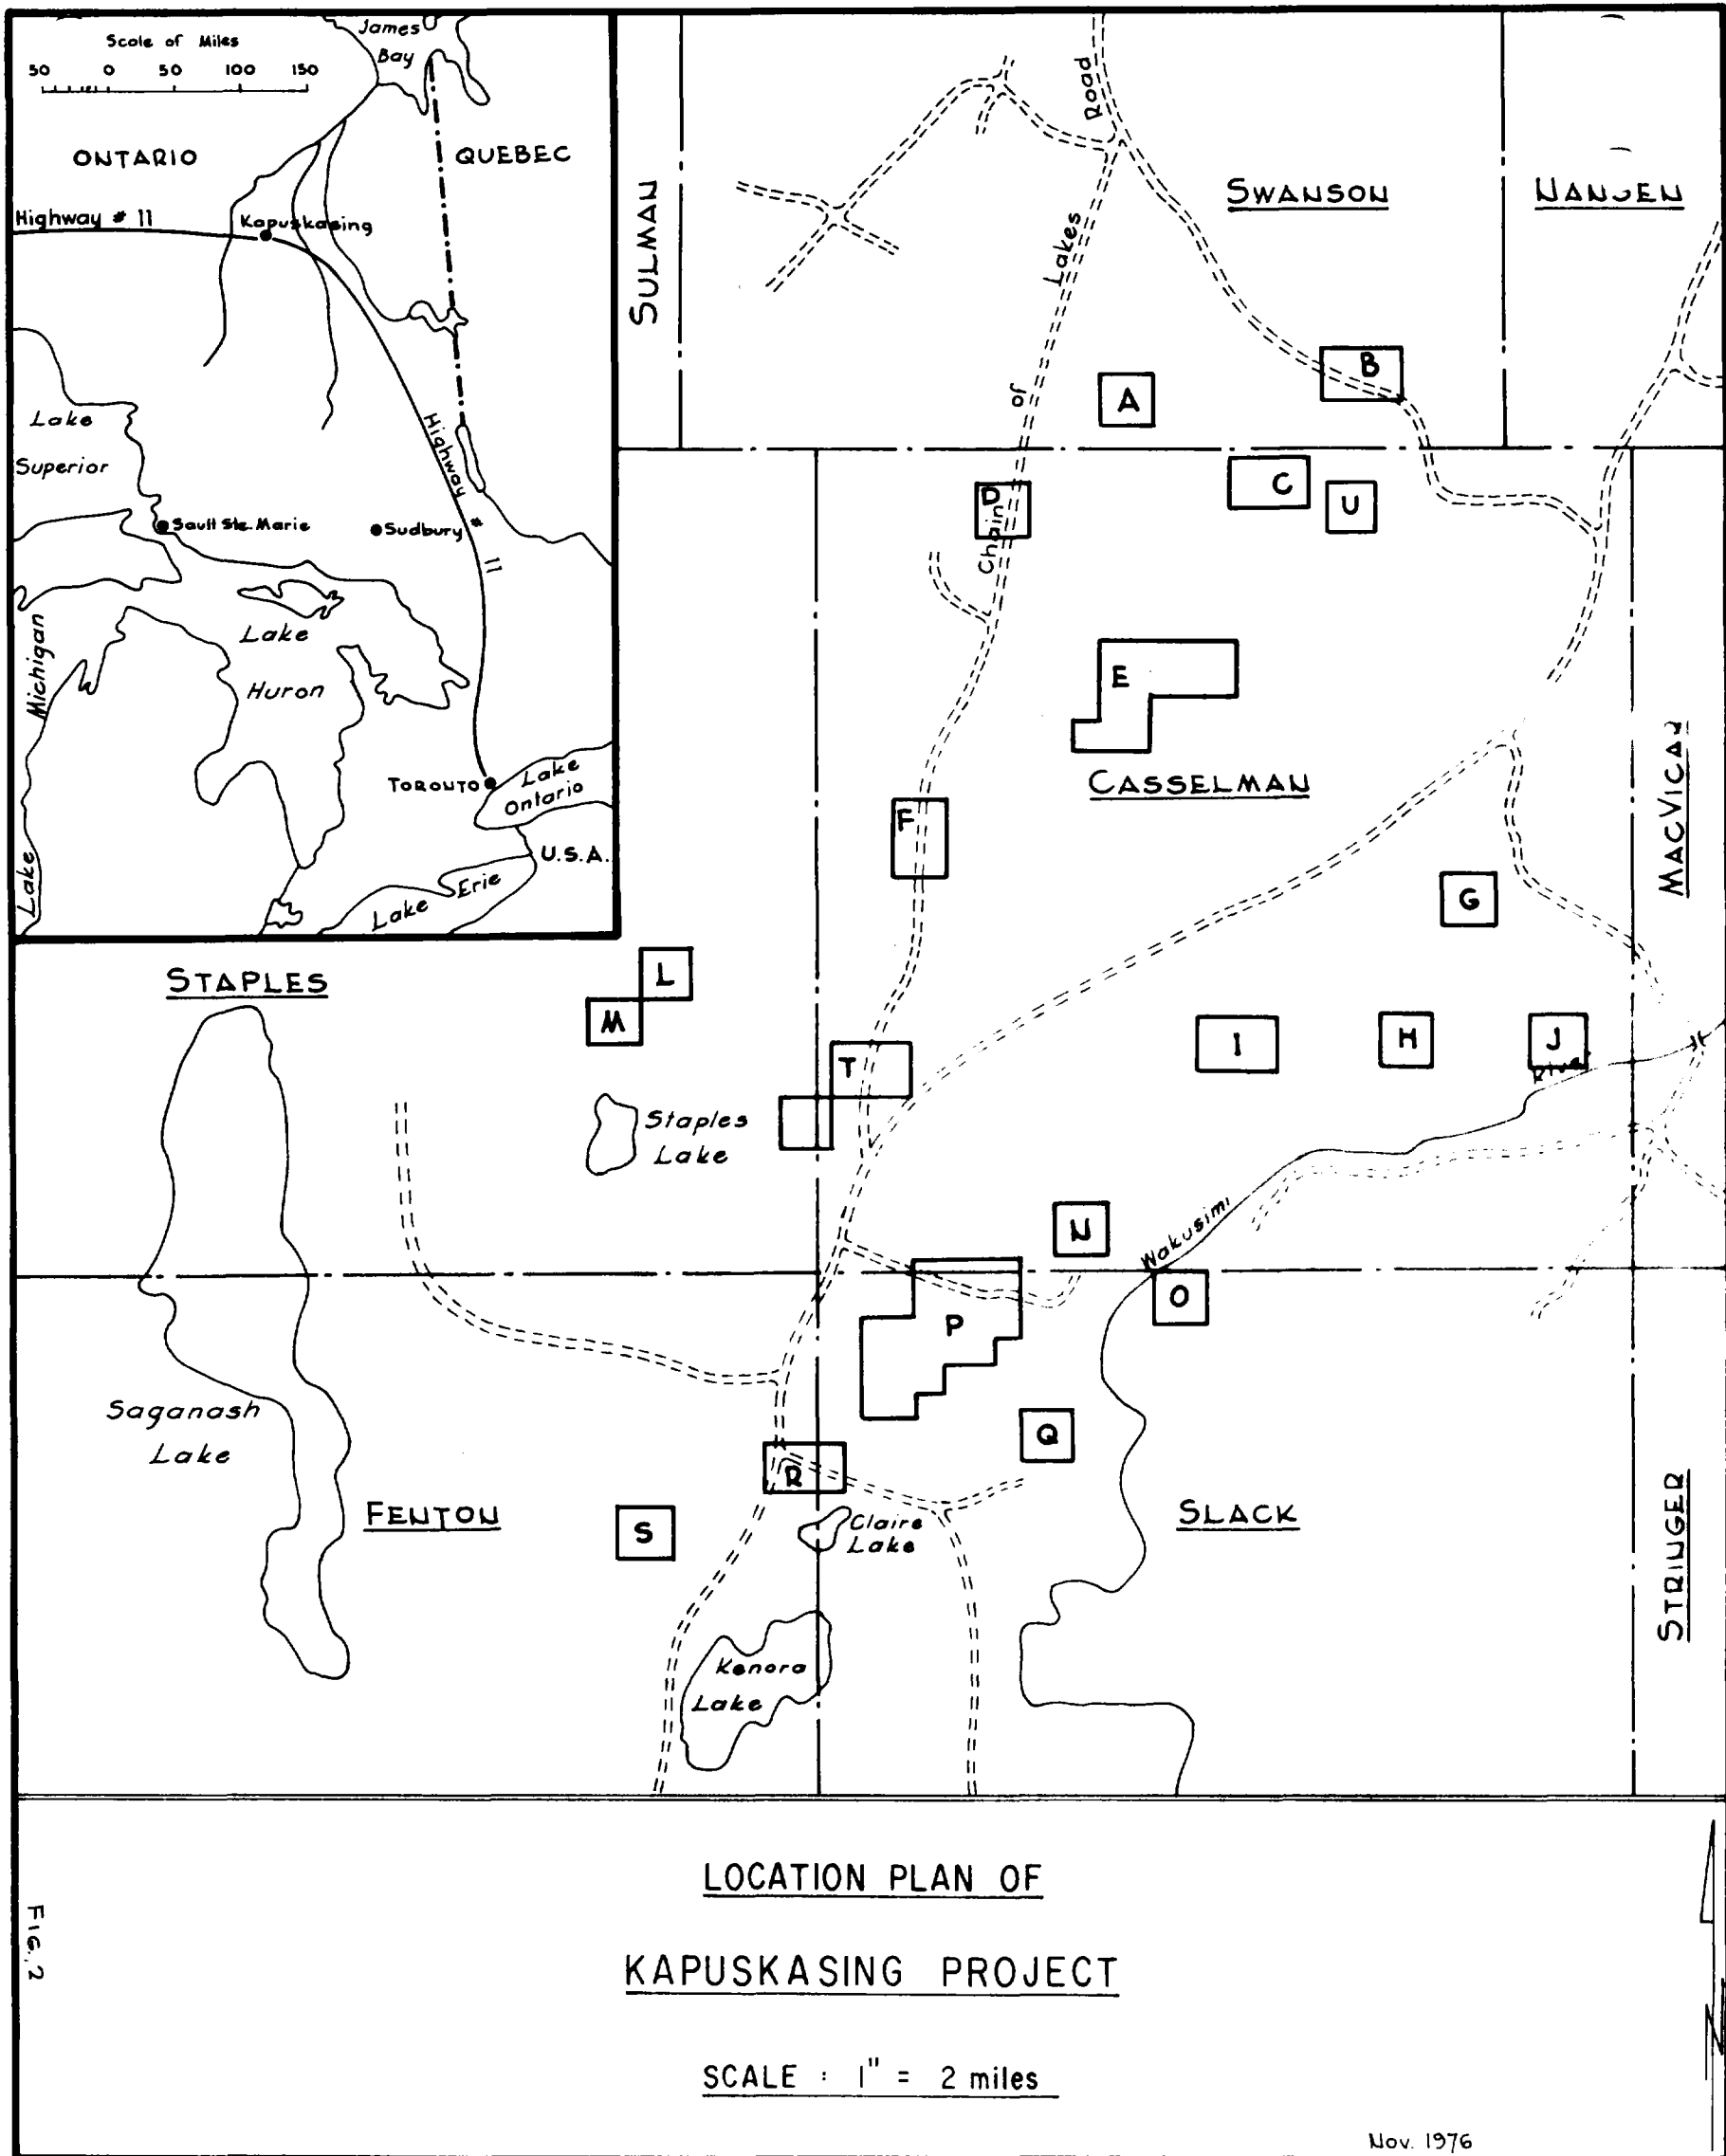 Scale of Miles
50 0 50 100 150
James
Bay
ONTARIO
QUEBEC
Highway # 11
Kapuskasing
Lake
Superior
Highway # 11
Sault Ste. Marie
Sudbury
Lake
Huron
Lake Michigan
TORONTO
Lake
Ontario
U.S.A.
Lake Erie
SULMAN
SWANSON
Chain of Lakes Road
A
B
C
D
U
E
CASSELMAN
MACVICAR
F
G
STAPLES
L
M
T
I
H
J
River
Staples
Lake
N
Wakusimi
O
P
Saganash
Lake
Q
R
FENTON
S
Claire
Lake
SLACK
STRINGER
Kenora
Lake
LOCATION PLAN OF
KAPUSKASING PROJECT
SCALE : 1" = 2 miles
FIG. 2
N
Nov. 1976